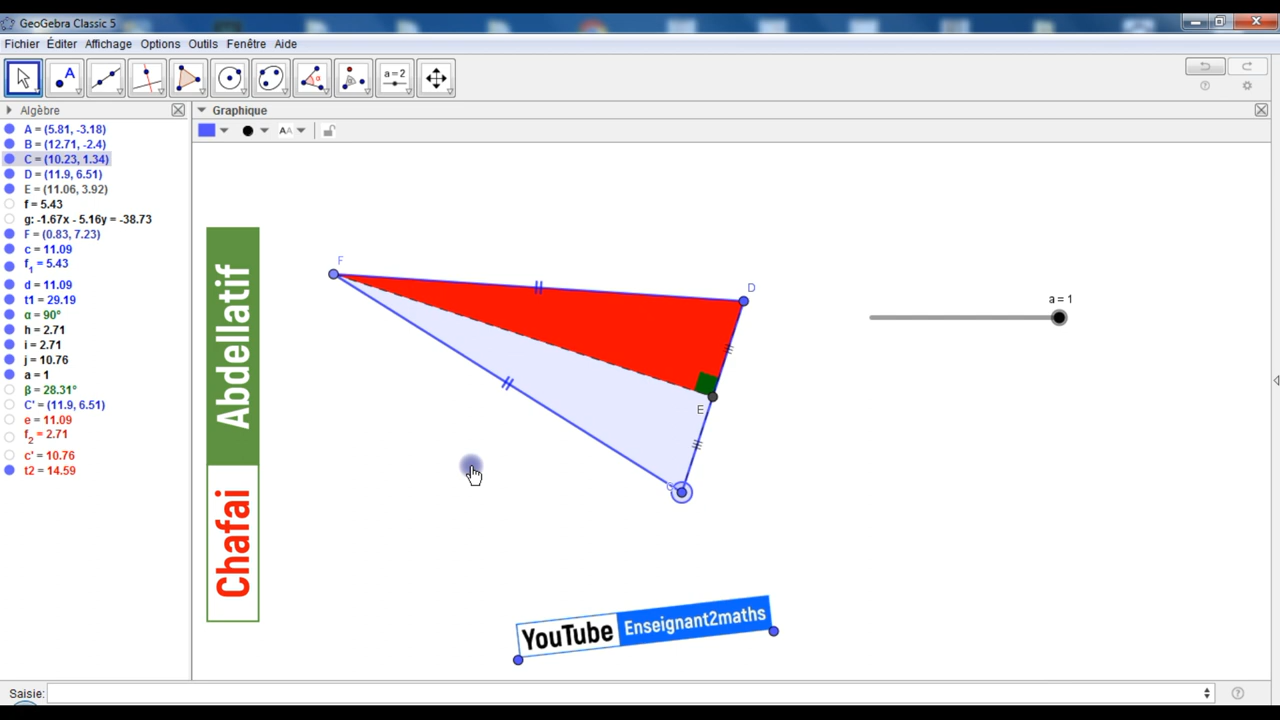 GeoGebra Classic 5
Fichier Éditer Affichage Options Outils Fenêtre Aide
A
a = 2
Algèbre
Graphique
AA
A = (5.81, -3.18)
B = (12.71, -2.4)
C = (10.23, 1.34)
D = (11.9, 6.51)
E = (11.06, 3.92)
f = 5.43
g: -1.67x - 5.16y = -38.73
F = (0.83, 7.23)
c = 11.09
f₁ = 5.43
d = 11.09
t1 = 29.19
α = 90°
h = 2.71
i = 2.71
j = 10.76
a = 1
β = 28.31°
C' = (11.9, 6.51)
e = 11.09
f₂ = 2.71
c' = 10.76
t2 = 14.59
Abdellatif
Chafai
F
D
E
a = 1
YouTube Enseignant2maths
Saisie: